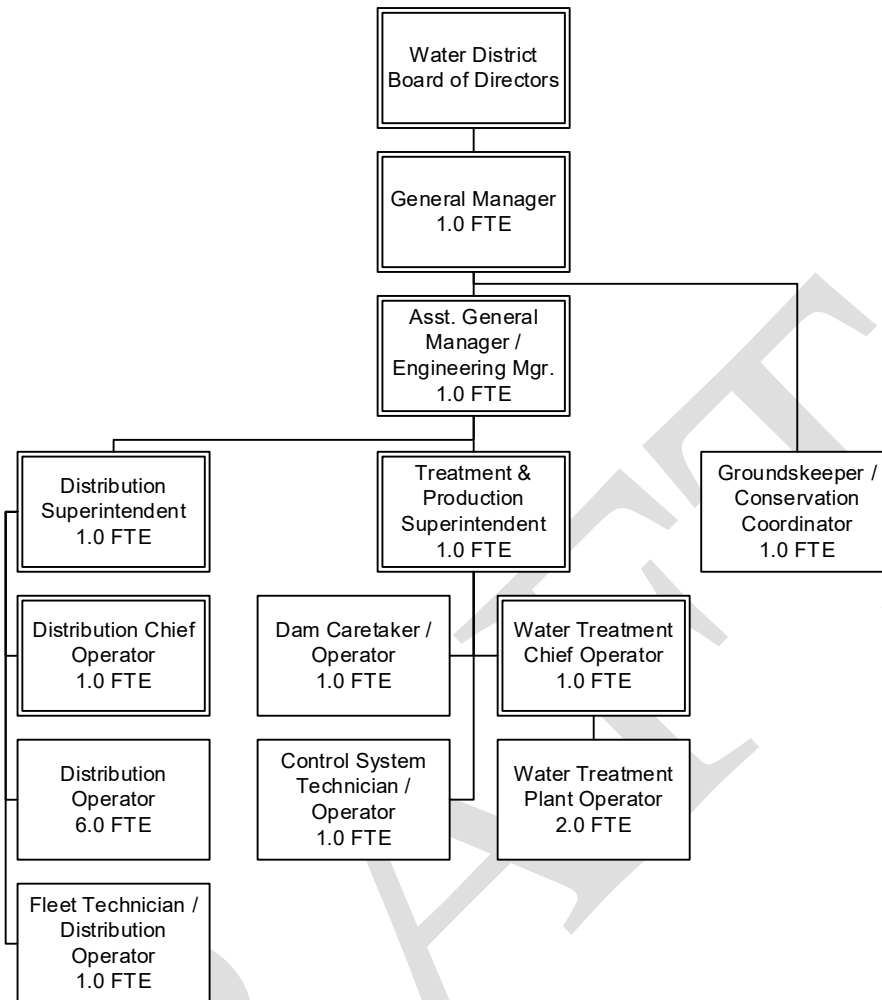 Water District
Board of Directors
General Manager
1.0 FTE
Asst. General
Manager /
Engineering Mgr.
1.0 FTE
Distribution
Superintendent
1.0 FTE
Treatment &
Production
Superintendent
1.0 FTE
Groundskeeper /
Conservation
Coordinator
1.0 FTE
Distribution Chief
Operator
1.0 FTE
Dam Caretaker /
Operator
1.0 FTE
Water Treatment
Chief Operator
1.0 FTE
Distribution
Operator
6.0 FTE
Control System
Technician /
Operator
1.0 FTE
Water Treatment
Plant Operator
2.0 FTE
Fleet Technician /
Distribution
Operator
1.0 FTE